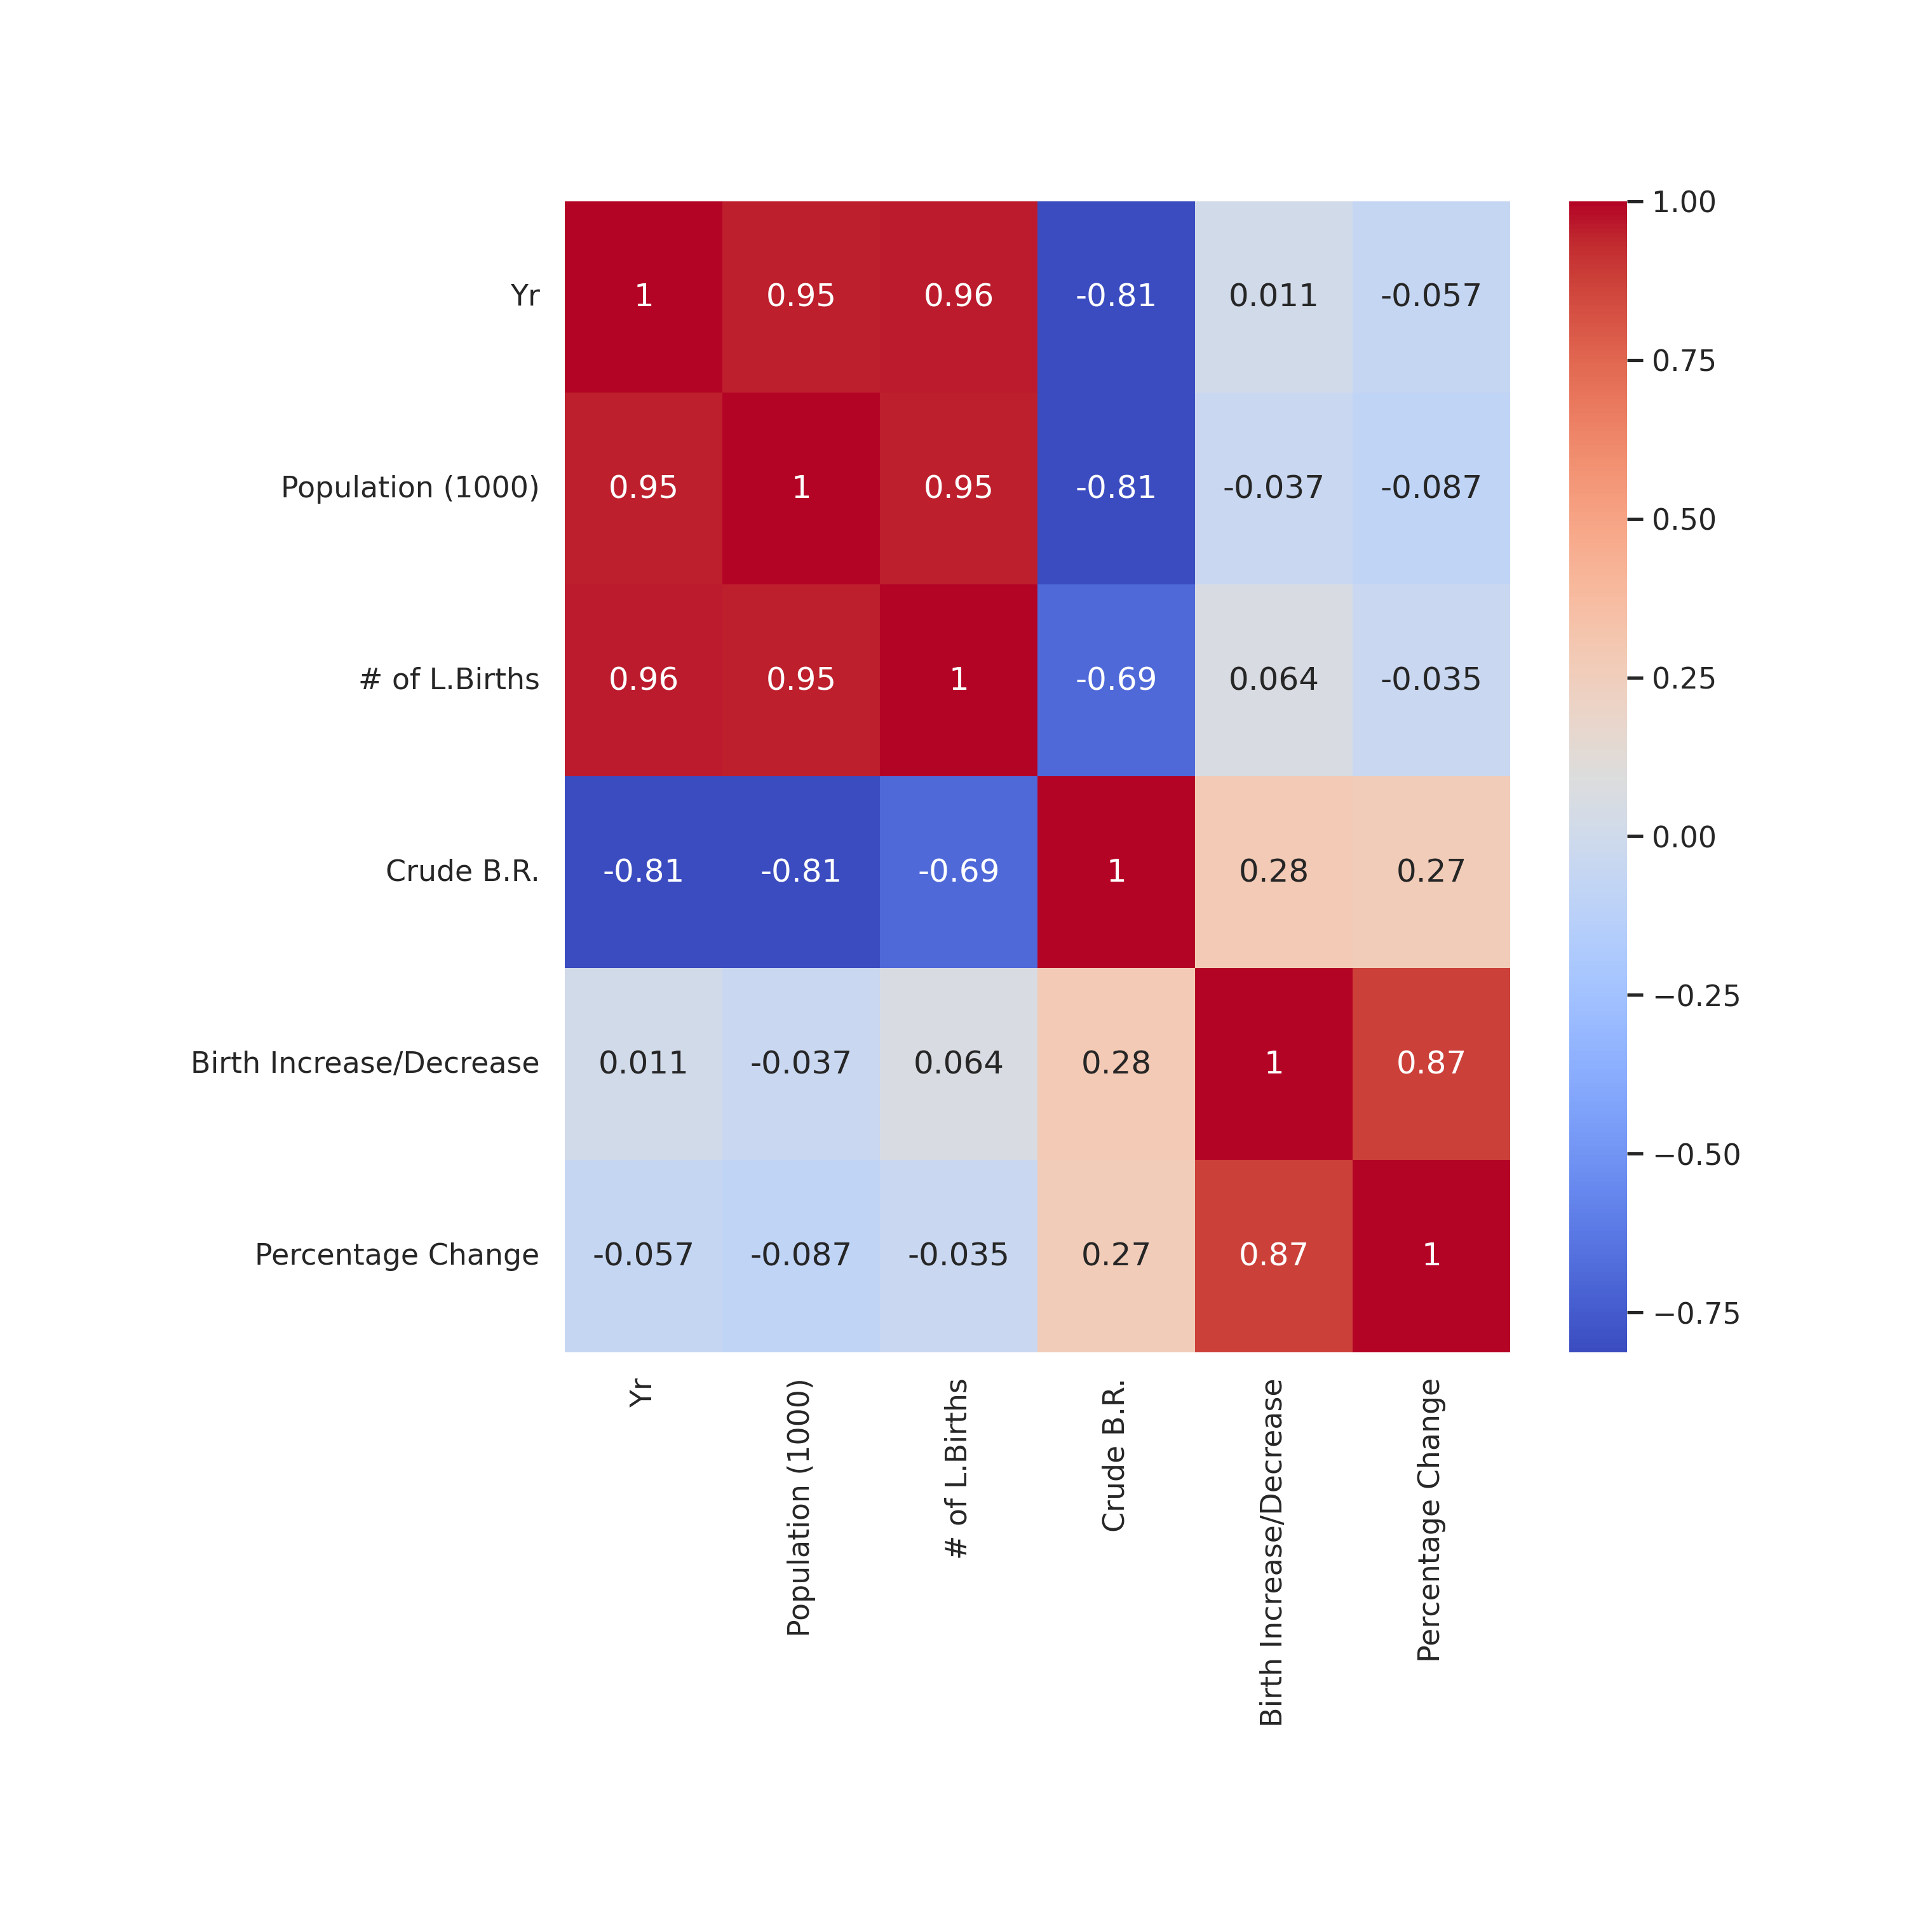 Yr 1 0.95 0.96 -0.81 0.011 -0.057
Population (1000) 0.95 1 0.95 -0.81 -0.037 -0.087
# of L.Births 0.96 0.95 1 -0.69 0.064 -0.035
Crude B.R. -0.81 -0.81 -0.69 1 0.28 0.27
Birth Increase/Decrease 0.011 -0.037 0.064 0.28 1 0.87
Percentage Change -0.057 -0.087 -0.035 0.27 0.87 1
Yr
Population (1000)
# of L.Births
Crude B.R.
Birth Increase/Decrease
Percentage Change
1.00
0.75
0.50
0.25
0.00
−0.25
−0.50
−0.75